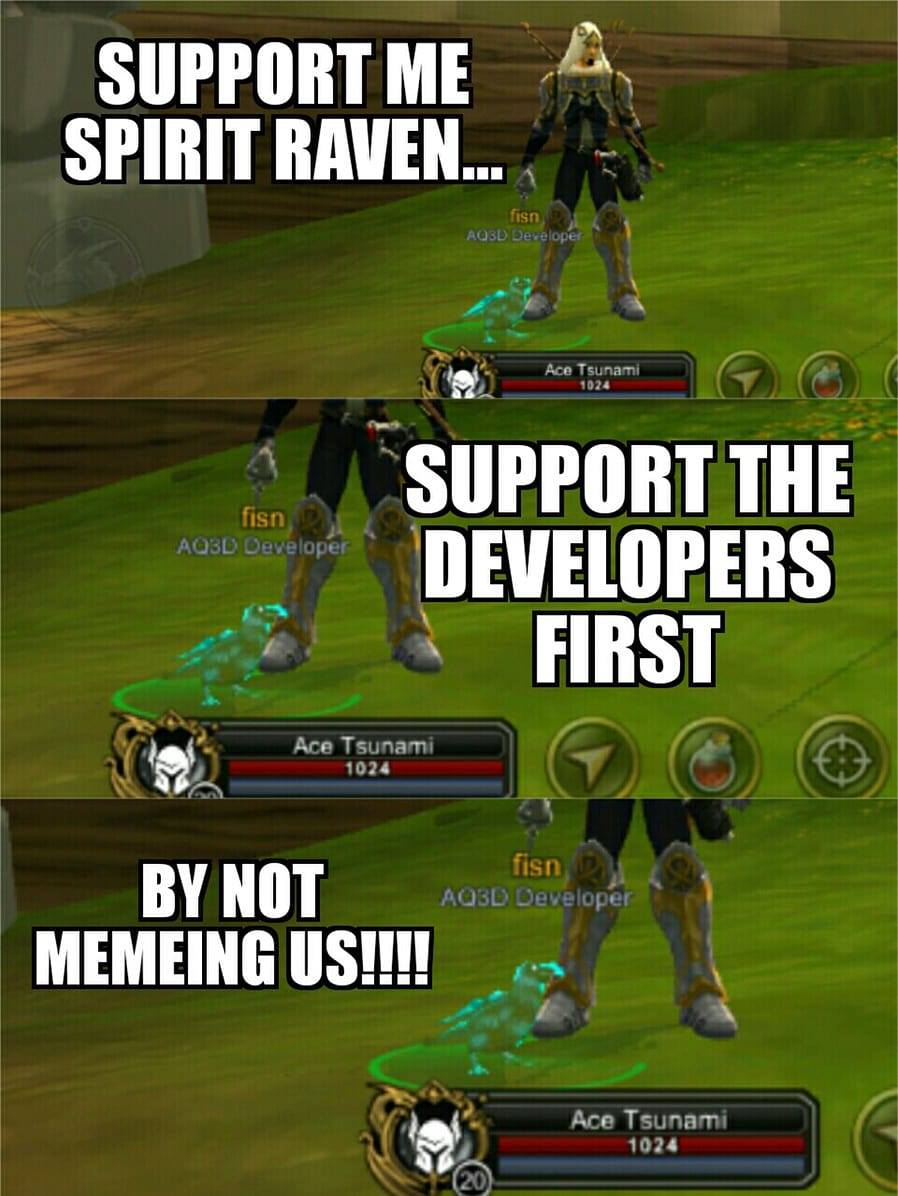 SUPPORT ME
SPIRIT RAVEN...
fisn
AQ3D Developer
Ace Tsunami
1024
SUPPORT THE
DEVELOPERS
FIRST
fisn
AQ3D Developer
Ace Tsunami
1024
BY NOT
MEMEING US!!!!
fisn
AQ3D Developer
Ace Tsunami
1024
20